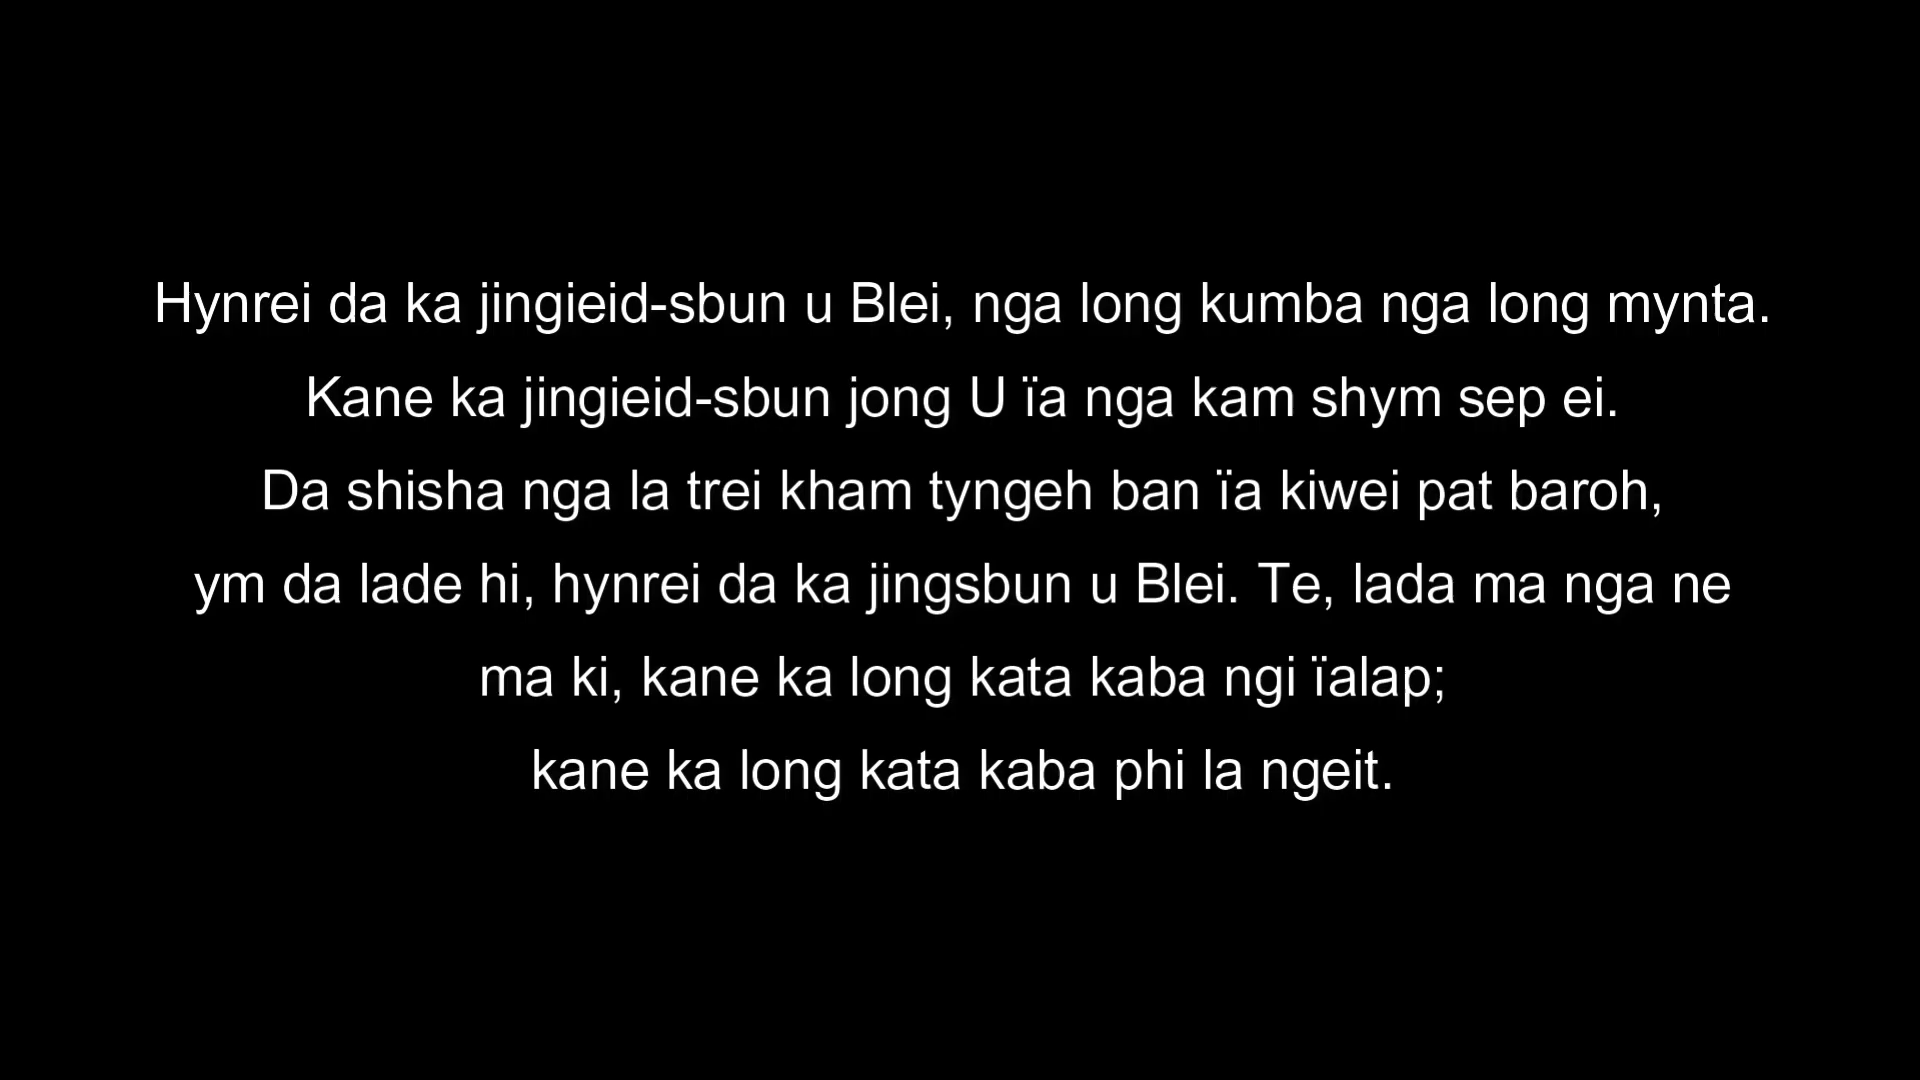 Hynrei da ka jingieid-sbun u Blei, nga long kumba nga long mynta.
Kane ka jingieid-sbun jong U ïa nga kam shym sep ei.
Da shisha nga la trei kham tyngeh ban ïa kiwei pat baroh,
ym da lade hi, hynrei da ka jingsbun u Blei. Te, lada ma nga ne
ma ki, kane ka long kata kaba ngi ïalap;
kane ka long kata kaba phi la ngeit.